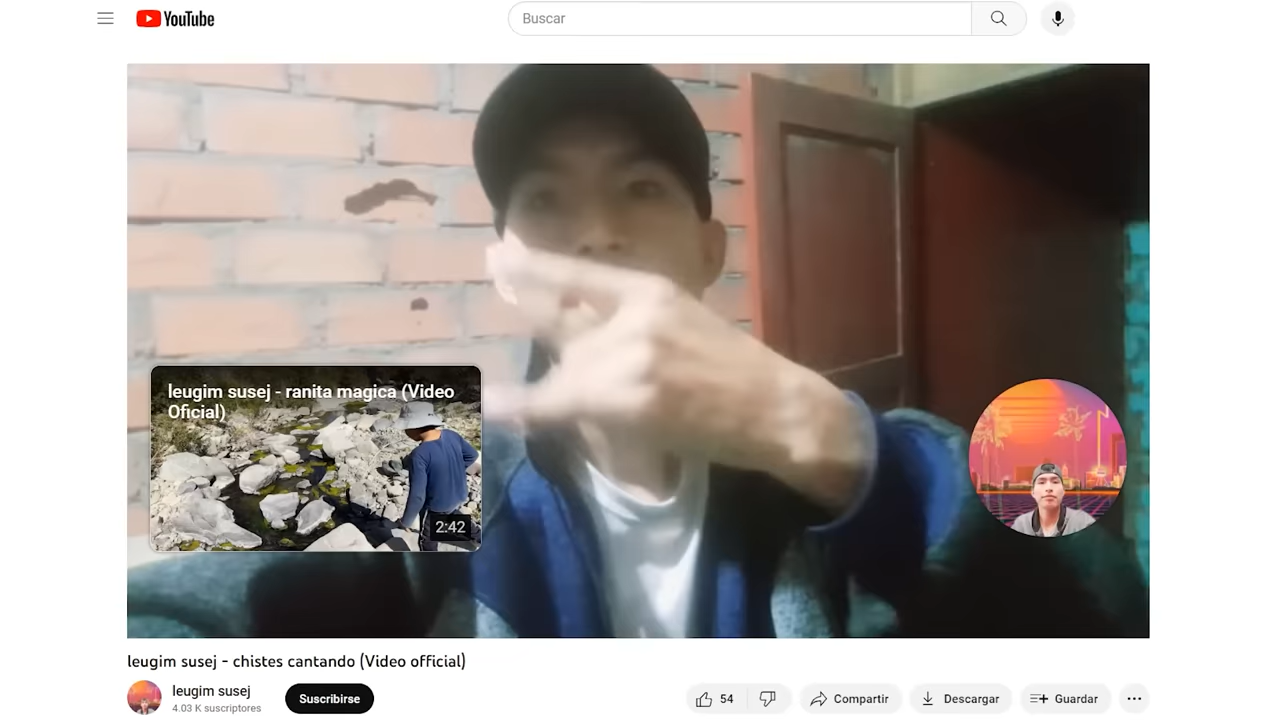 YouTube
Buscar
leugim susej - ranita magica (Video
Oficial)
2:42
leugim susej - chistes cantando (Video official)
leugim susej
4.03 K suscriptores
Suscribirse
54
Compartir
Descargar
Guardar